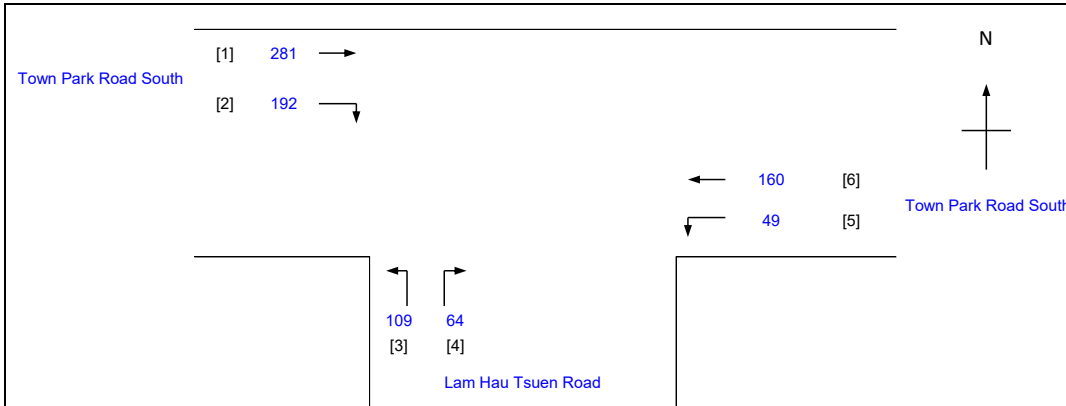 [1] 281
N
Town Park Road South
[2] 192
160 [6]
Town Park Road South
49 [5]
109 64
[3] [4]
Lam Hau Tsuen Road